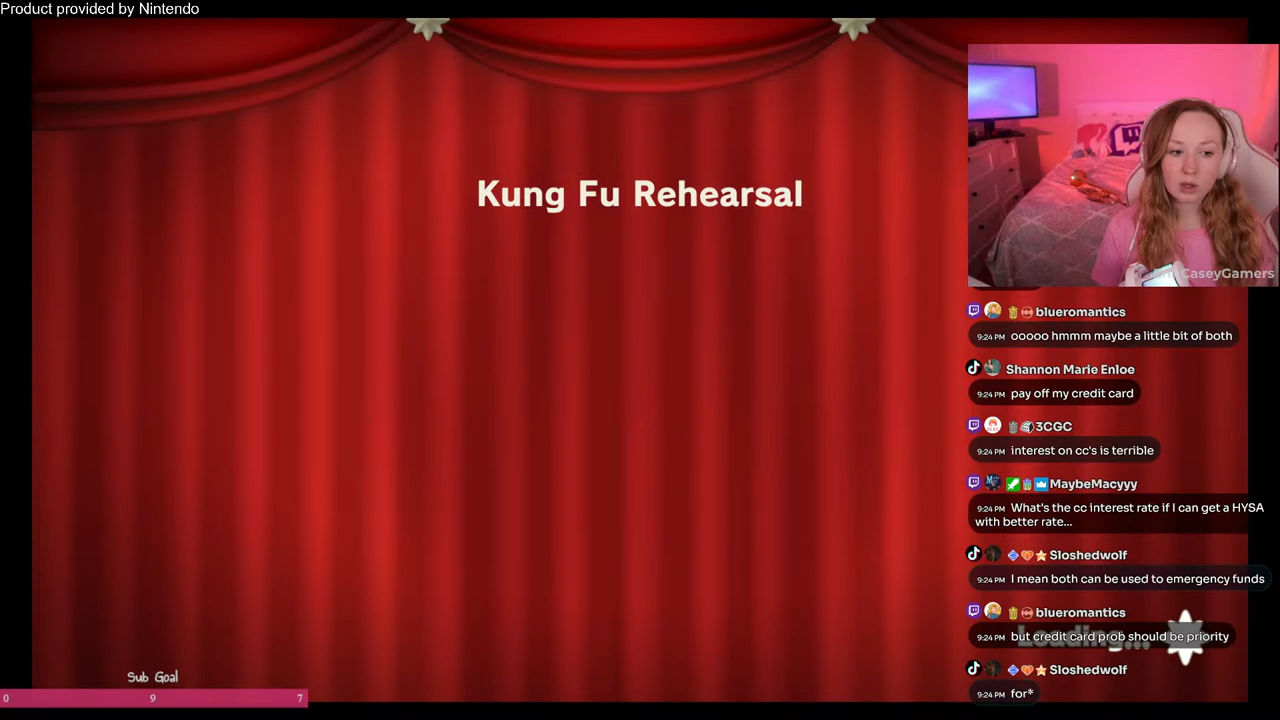 Product provided by Nintendo
Kung Fu Rehearsal
CaseyGamers
blueromantics
9:24 PM ooooo hmmm maybe a little bit of both
Shannon Marie Enloe
9:24 PM pay off my credit card
3CGC
9:24 PM interest on cc's is terrible
MaybeMacyyy
9:24 PM What's the cc interest rate if I can get a HYSA
with better rate...
Sloshedwolf
9:24 PM I mean both can be used to emergency funds
blueromantics
9:24 PM but credit card prob should be priority
Loading...
Sloshedwolf
9:24 PM for*
Sub Goal
0 9 7